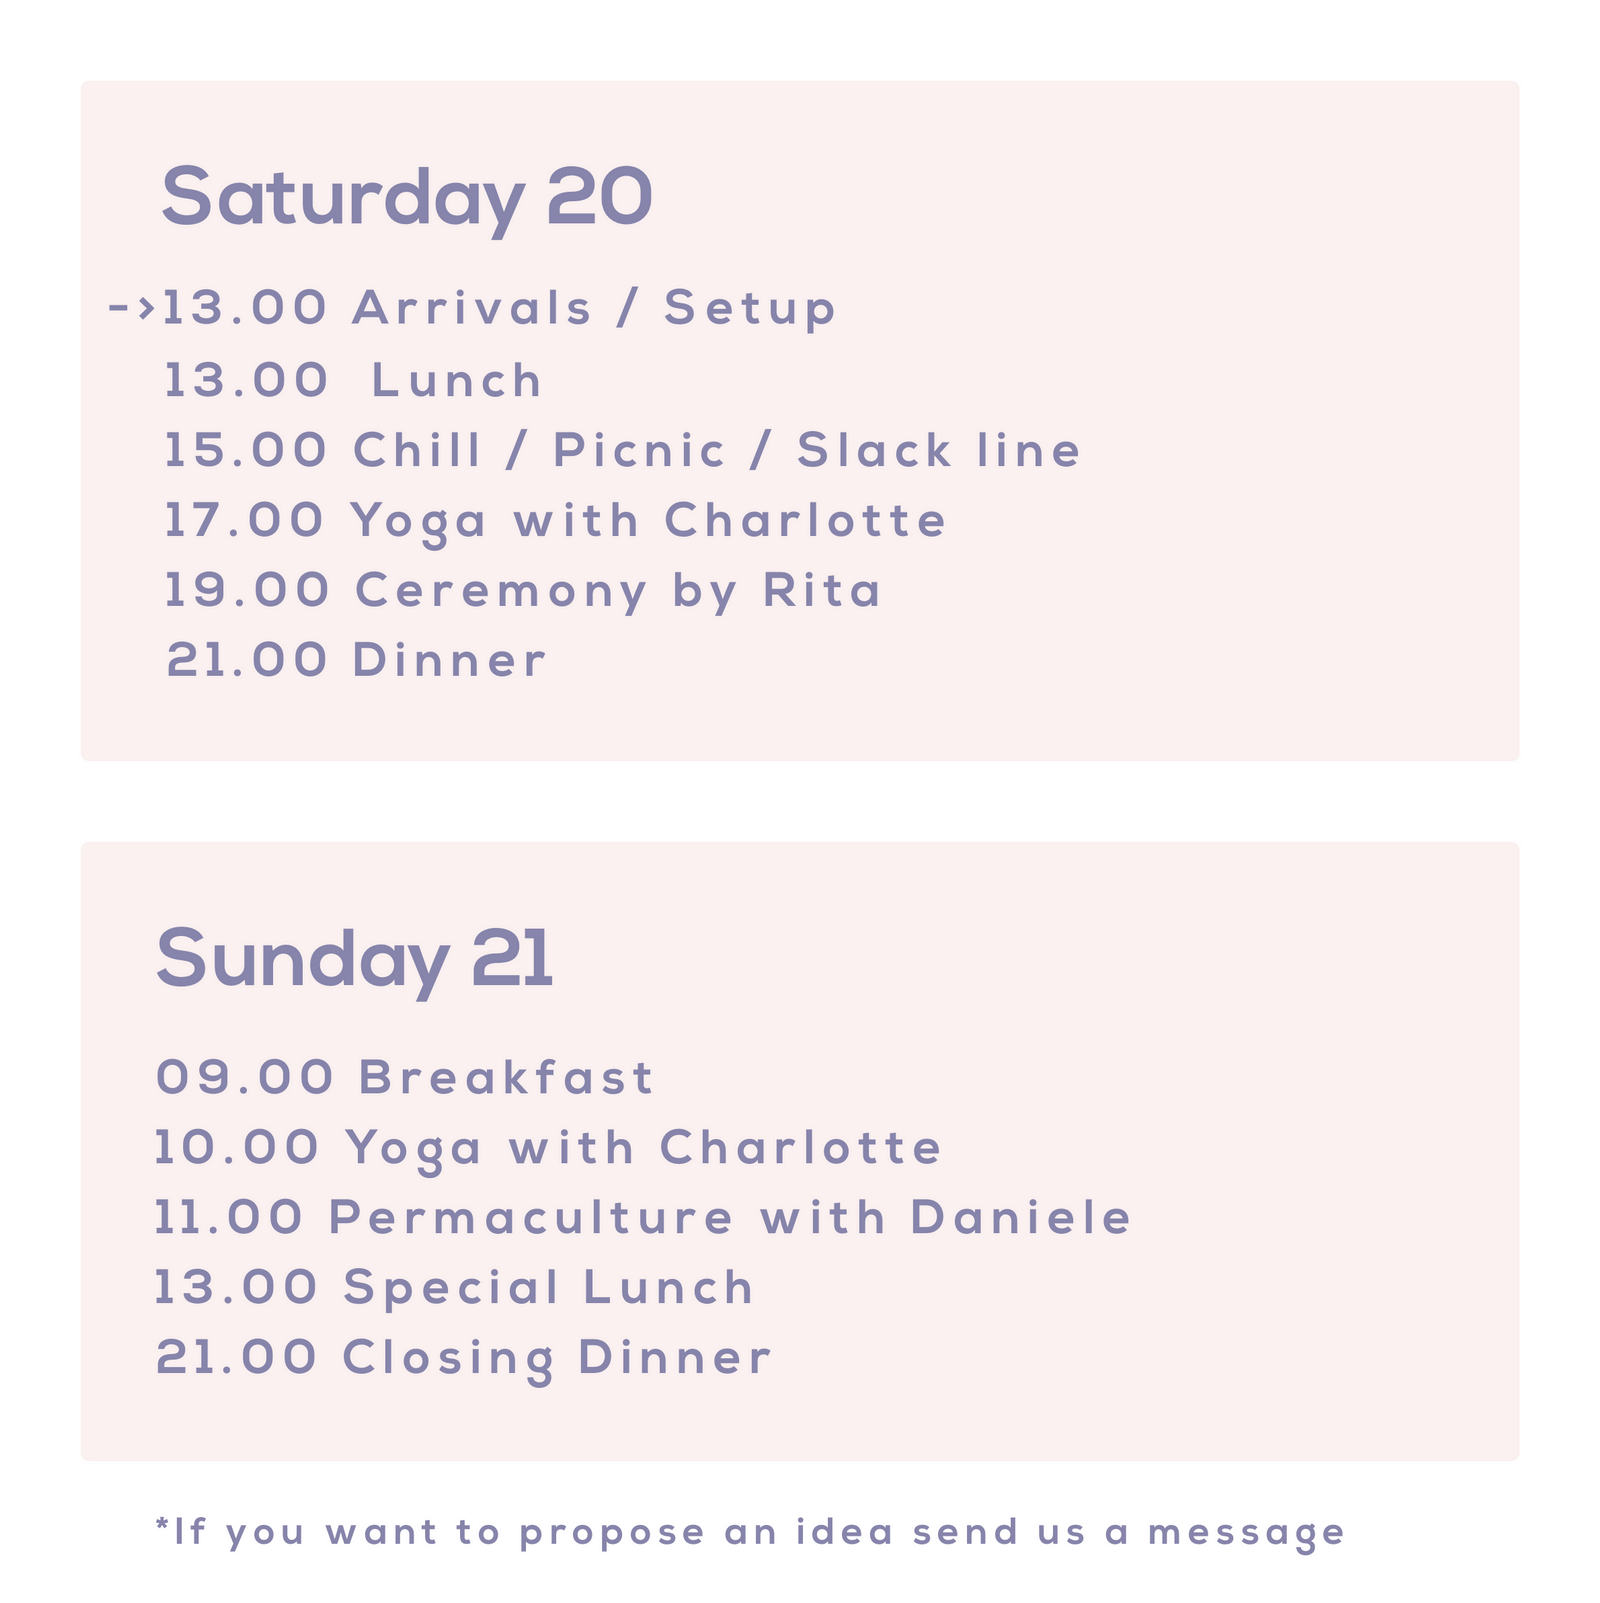 Saturday 20
->13.00 Arrivals / Setup
13.00  Lunch
15.00 Chill / Picnic / Slack line
17.00 Yoga with Charlotte
19.00 Ceremony by Rita
21.00 Dinner
Sunday 21
09.00 Breakfast
10.00 Yoga with Charlotte
11.00 Permaculture with Daniele
13.00 Special Lunch
21.00 Closing Dinner
*If you want to propose an idea send us a message